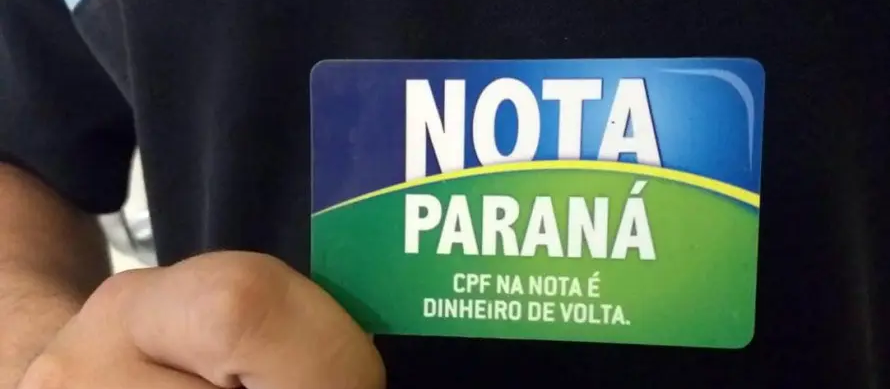 NOTA
PARANÁ
CPF NA NOTA É
DINHEIRO DE VOLTA.